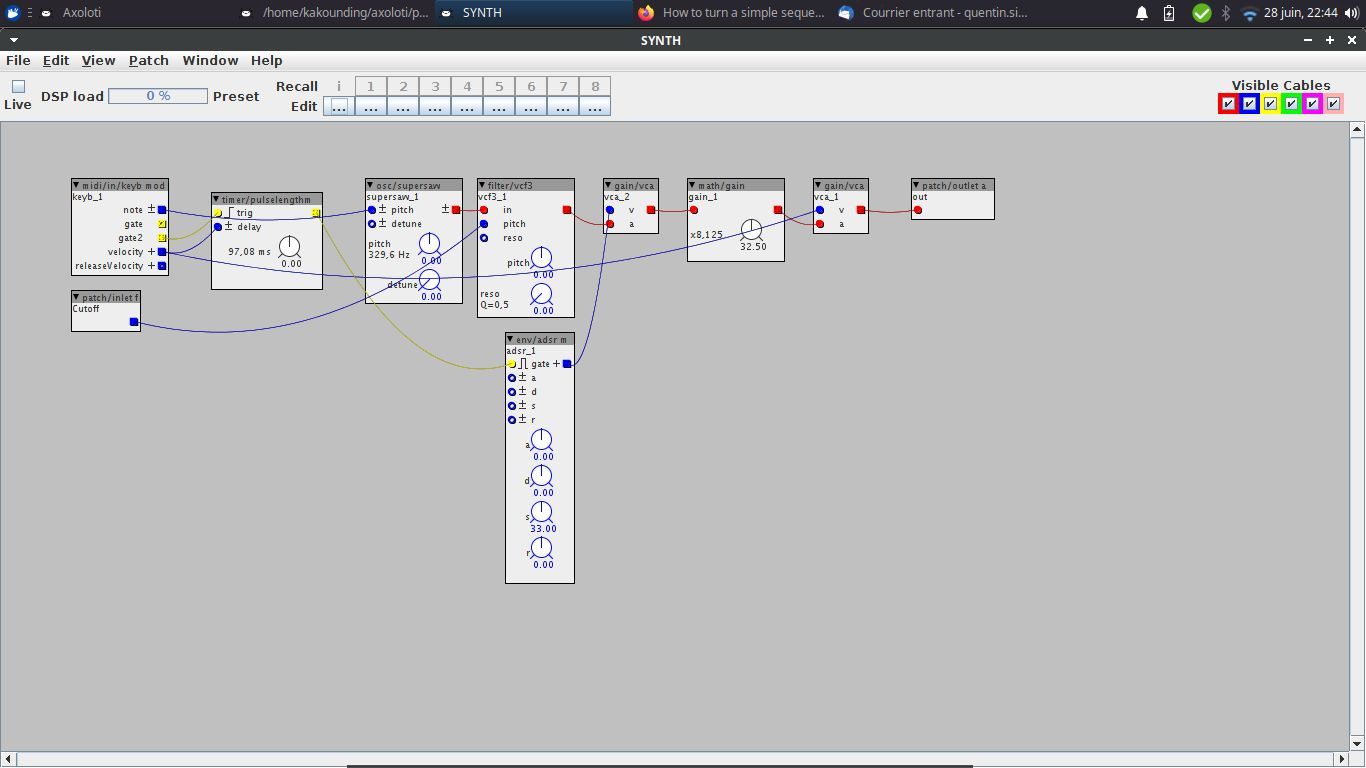 Axoloti /home/kakounding/axoloti/p... SYNTH How to turn a simple seque... Courrier entrant - quentin.si... 28 juin, 22:44
SYNTH
File Edit View Patch Window Help
Live
DSP load 0 % Preset
Recall i 1 2 3 4 5 6 7 8
Edit ... ... ... ... ... ... ... ... ...
Visible Cables
midi/in/keyb mod
keyb_1
note ±
gate
gate2
velocity +
releaseVelocity +
patch/inlet f
Cutoff
timer/pulselengthm
trig
± delay
97,08 ms
0.00
osc/supersaw
supersaw_1
± pitch ±
± detune
pitch
329,6 Hz
0.00
detune
0.00
filter/vcf3
vcf3_1
in
pitch
reso
pitch
0.00
reso
Q=0,5
0.00
env/adsr m
adsr_1
gate +
± a
± d
± s
± r
a
0.00
d
0.00
s
33.00
r
0.00
gain/vca
vca_2
v
a
math/gain
gain_1
x8,125
32.50
gain/vca
vca_1
v
a
patch/outlet a
out